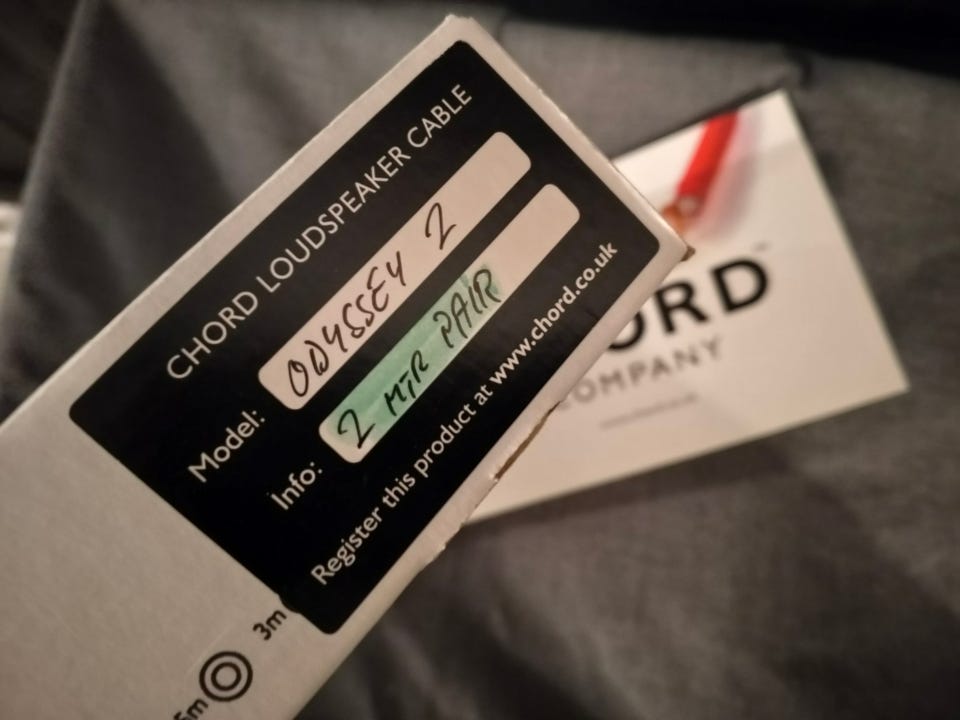 CHORD LOUDSPEAKER CABLE
Model: ODYSSEY 2
Info: 2 MTR PAIR
Register this product at www.chord.co.uk
3m
ORD
COMPANY